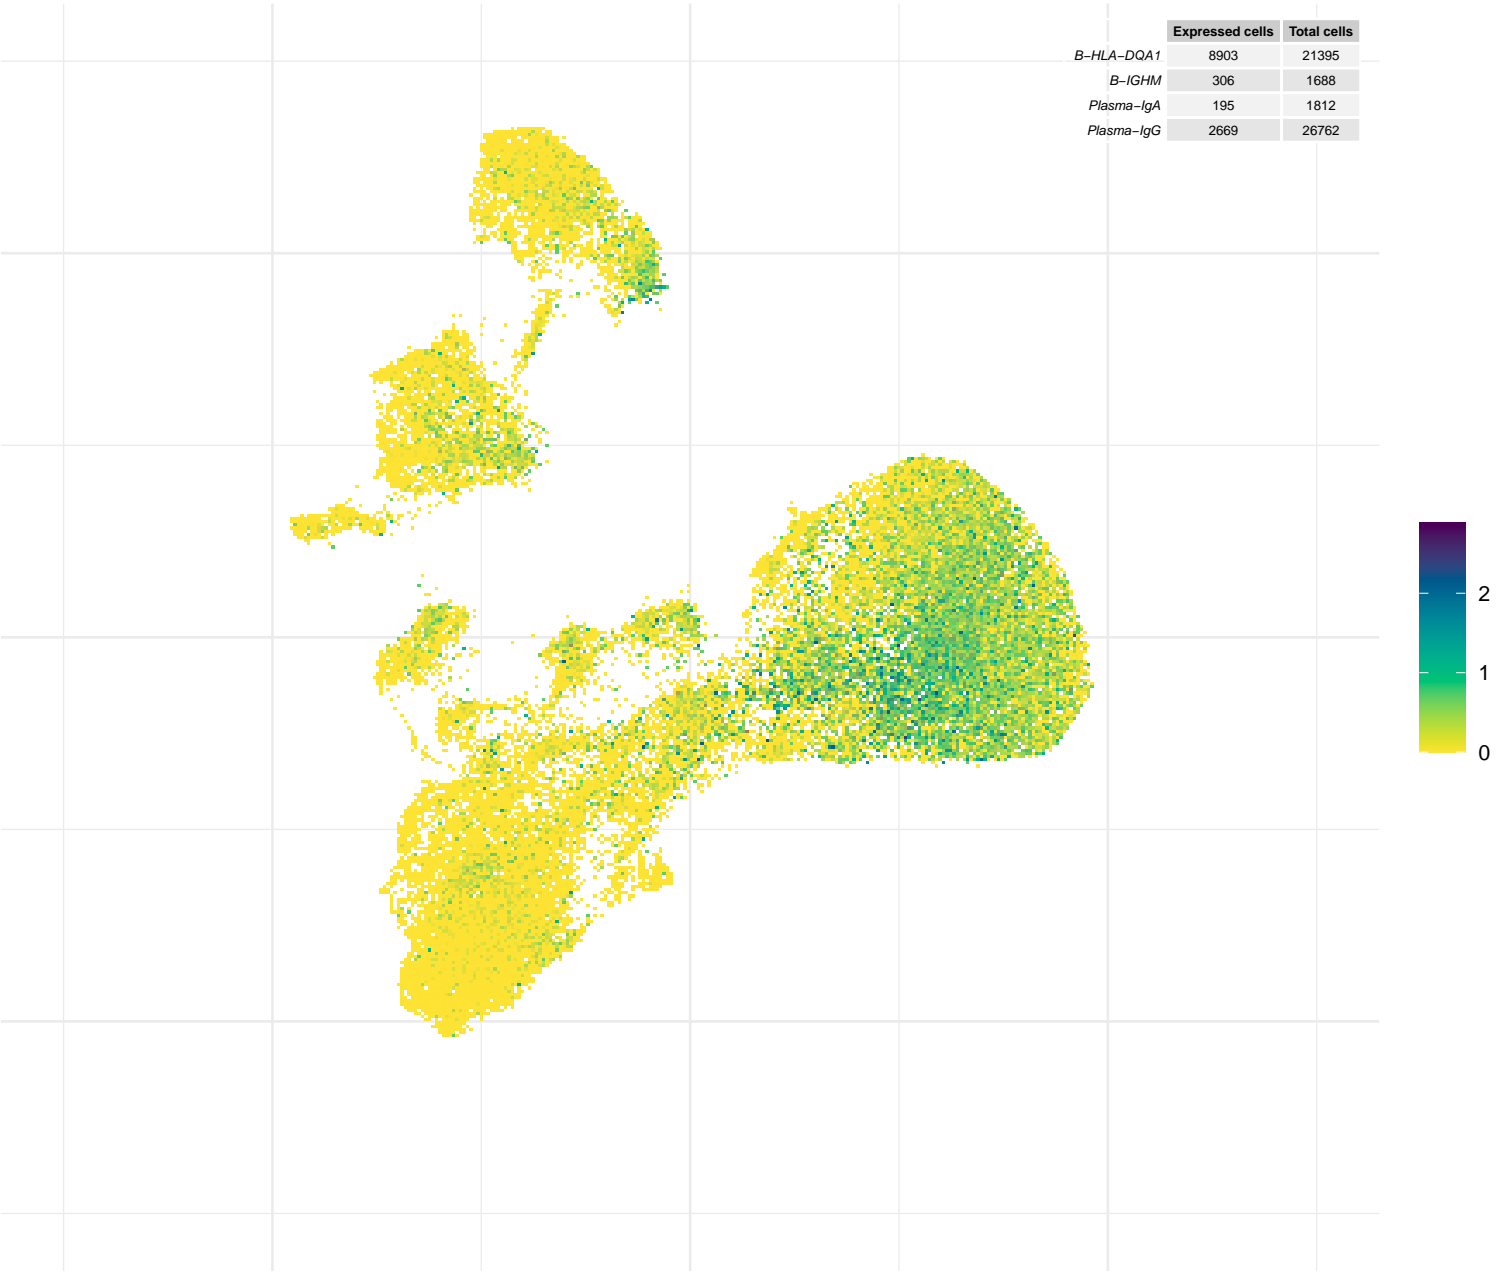 Expressed cells Total cells
B−HLA−DQA1 8903 21395
B−IGHM 306 1688
Plasma−IgA 195 1812
Plasma−IgG 2669 26762
2
1
0